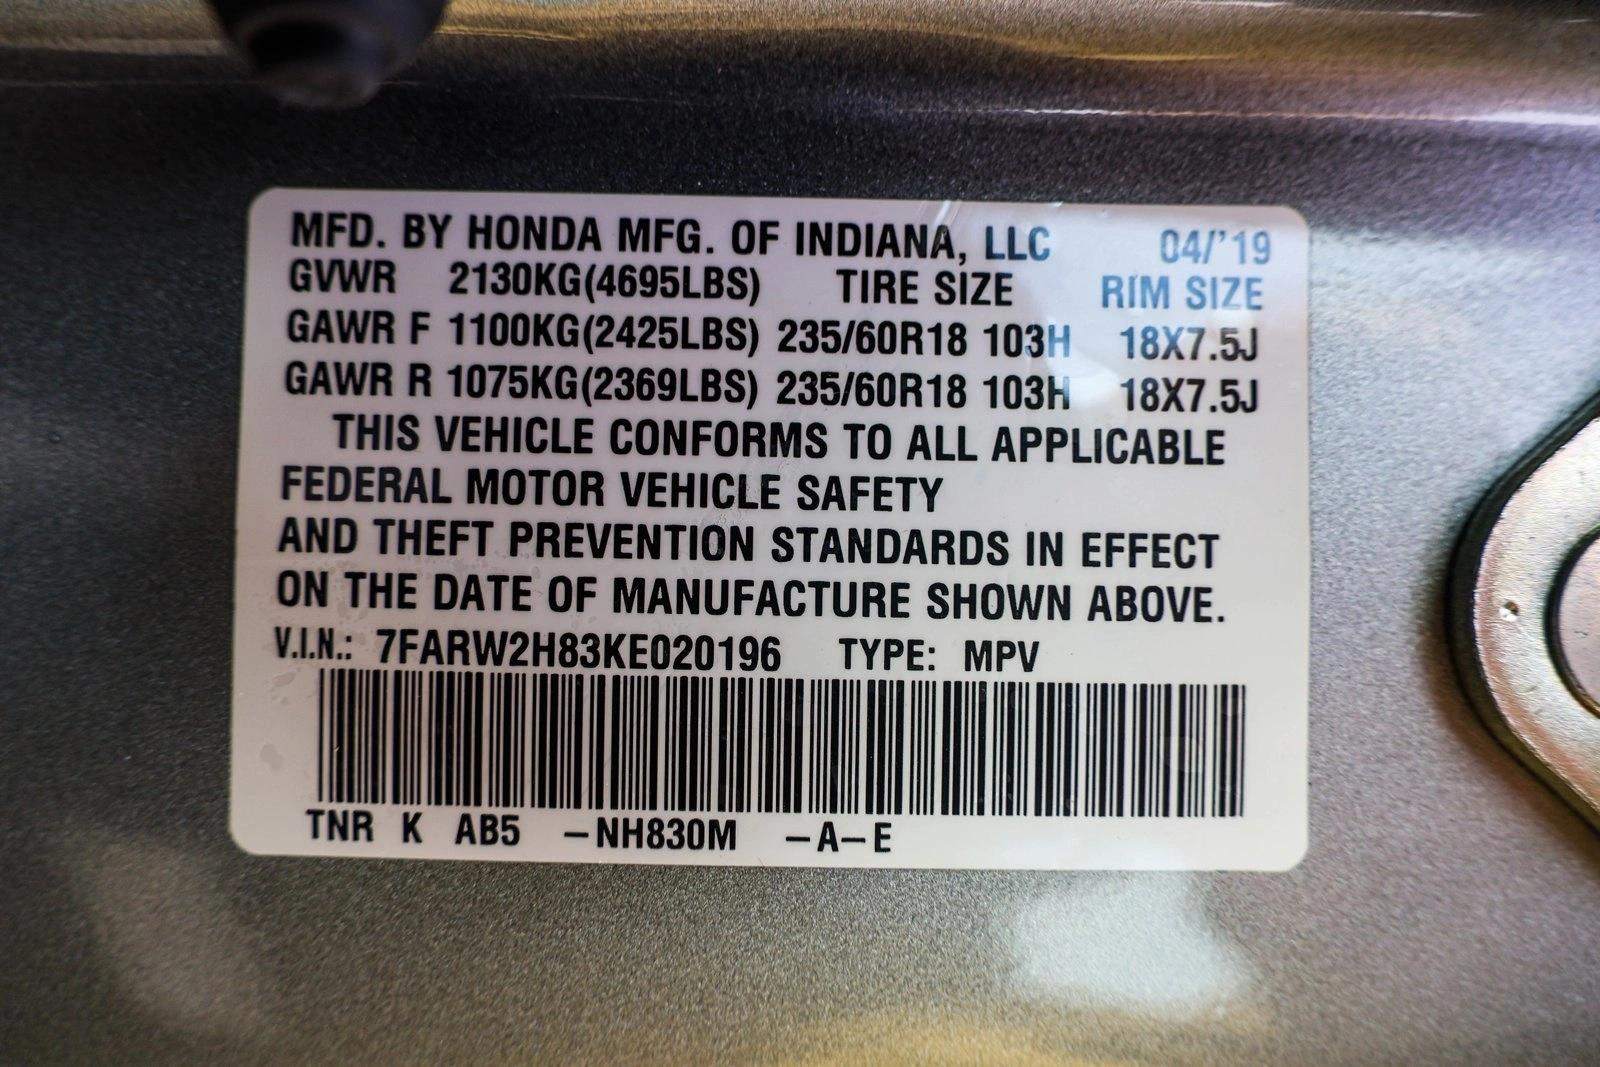 MFD. BY HONDA MFG. OF INDIANA, LLC 04/'19
GVWR 2130KG(4695LBS) TIRE SIZE RIM SIZE
GAWR F 1100KG(2425LBS) 235/60R18 103H 18X7.5J
GAWR R 1075KG(2369LBS) 235/60R18 103H 18X7.5J
THIS VEHICLE CONFORMS TO ALL APPLICABLE
FEDERAL MOTOR VEHICLE SAFETY
AND THEFT PREVENTION STANDARDS IN EFFECT
ON THE DATE OF MANUFACTURE SHOWN ABOVE.
V.I.N.: 7FARW2H83KE020196 TYPE: MPV
TNR K AB5 –NH830M –A–E